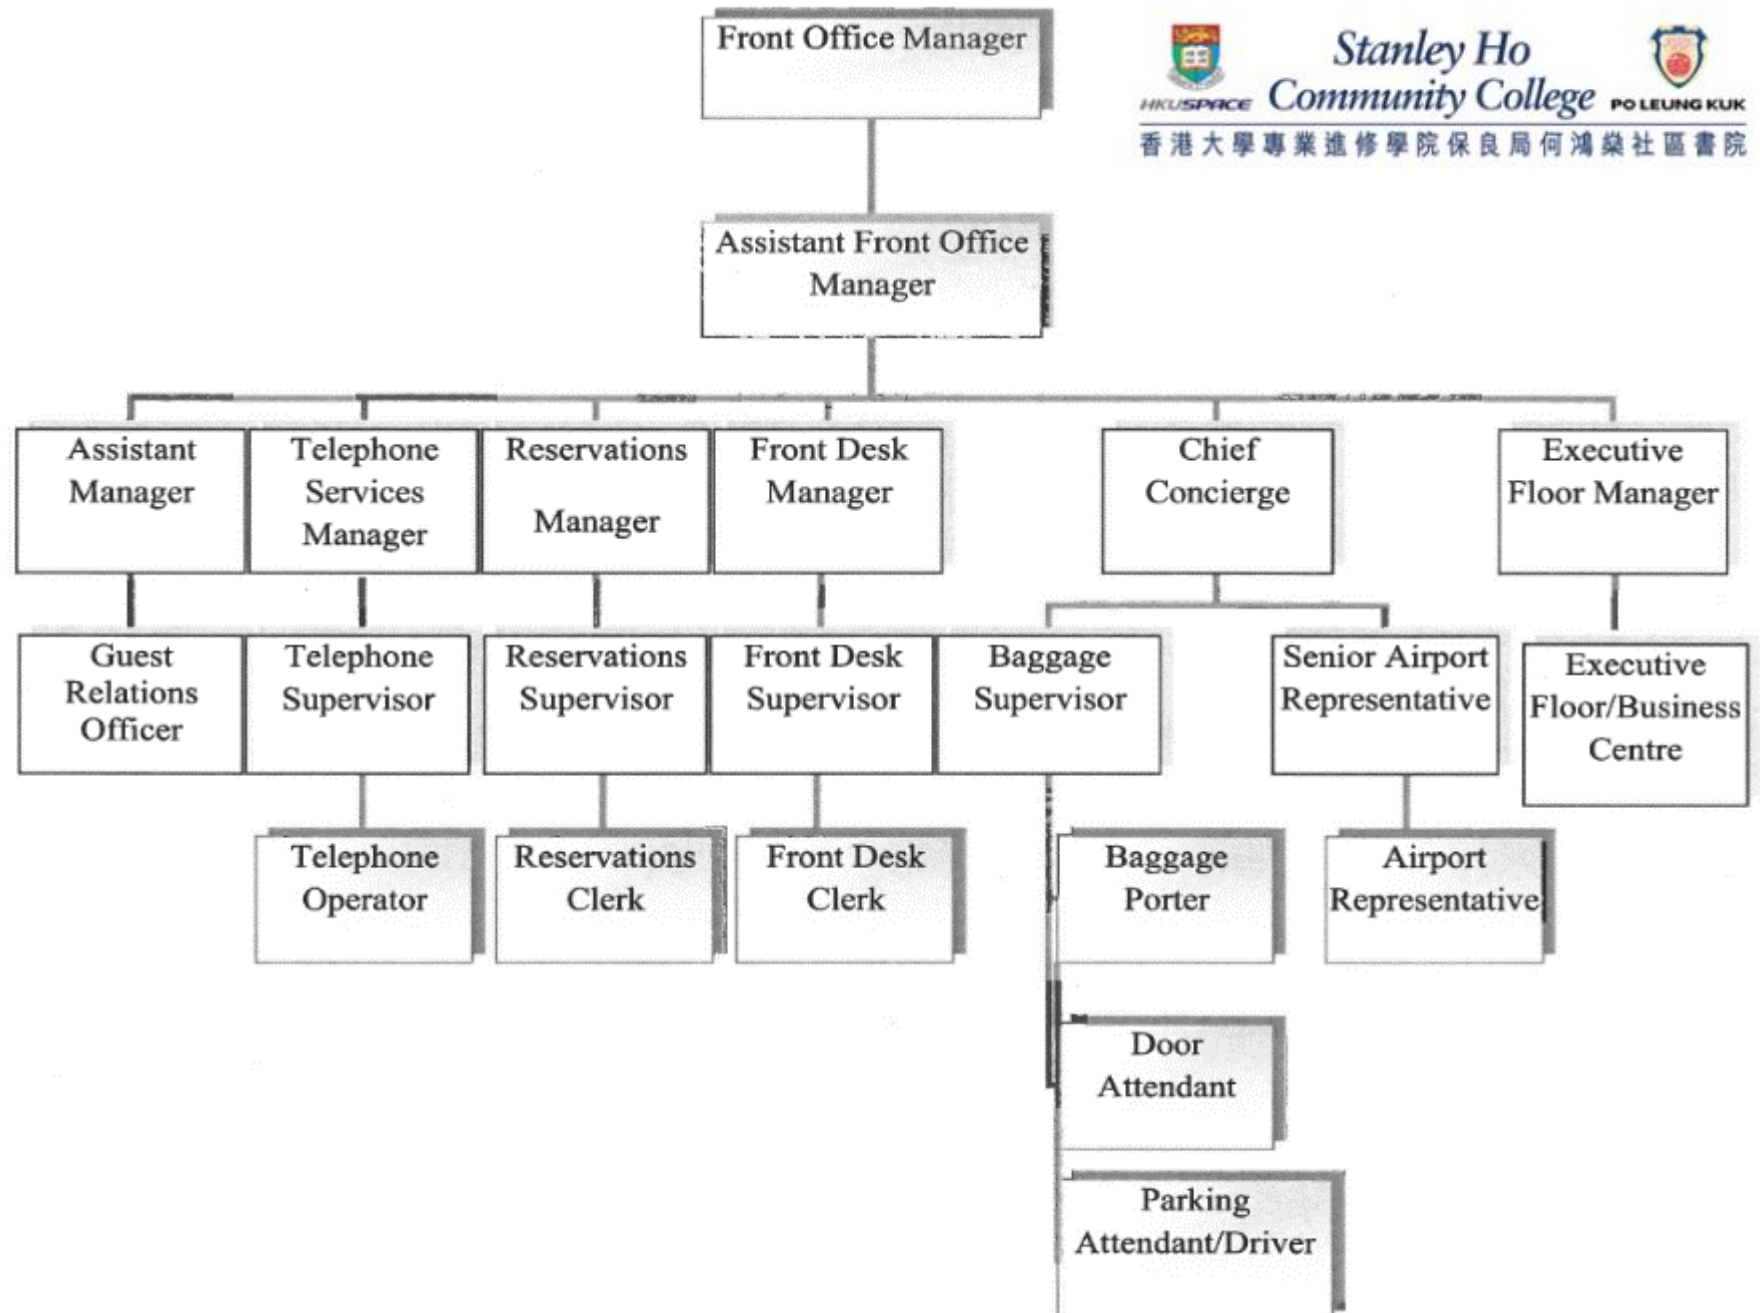 Front Office Manager
HKUSPACE
Stanley Ho
Community College
PO LEUNG KUK
香港大學專業進修學院保良局何鴻燊社區書院
Assistant Front Office
Manager
Assistant
Manager
Telephone
Services
Manager
Reservations
Manager
Front Desk
Manager
Chief
Concierge
Executive
Floor Manager
Guest
Relations
Officer
Telephone
Supervisor
Reservations
Supervisor
Front Desk
Supervisor
Baggage
Supervisor
Senior Airport
Representative
Executive
Floor/Business
Centre
Telephone
Operator
Reservations
Clerk
Front Desk
Clerk
Baggage
Porter
Airport
Representative
Door
Attendant
Parking
Attendant/Driver